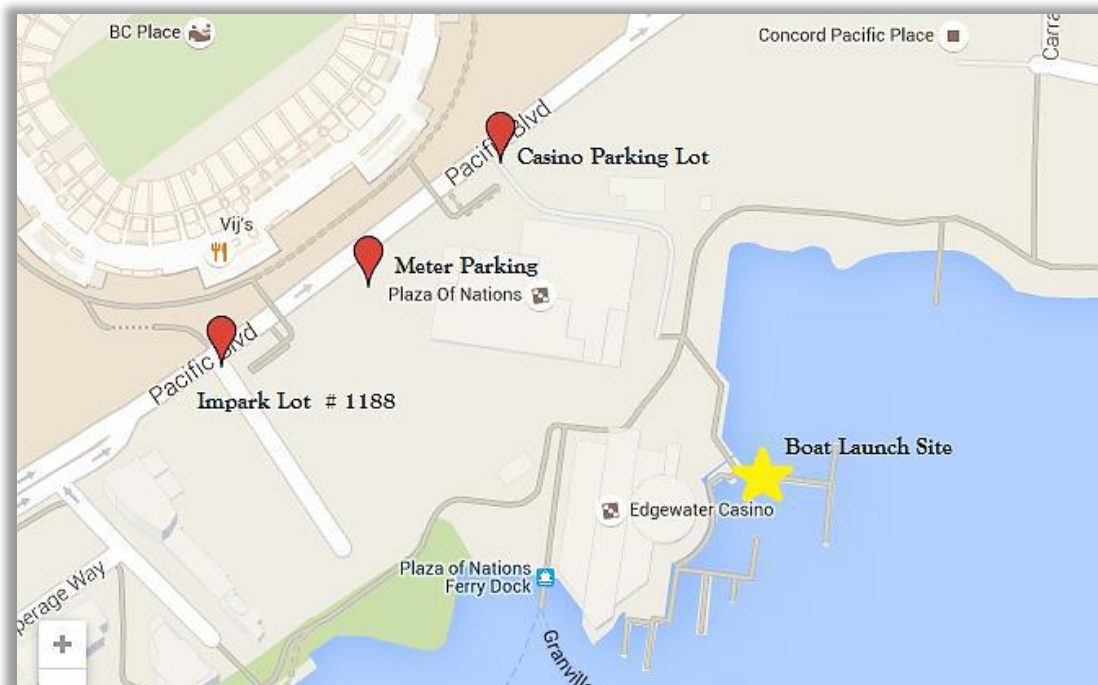 BC Place
Concord Pacific Place
Carra
Pacific Blvd
Casino Parking Lot
Vij's
Meter Parking
Plaza Of Nations
Pacific Blvd
Impark Lot # 1188
Boat Launch Site
Edgewater Casino
Plaza of Nations
Ferry Dock
perage Way
Granville
+